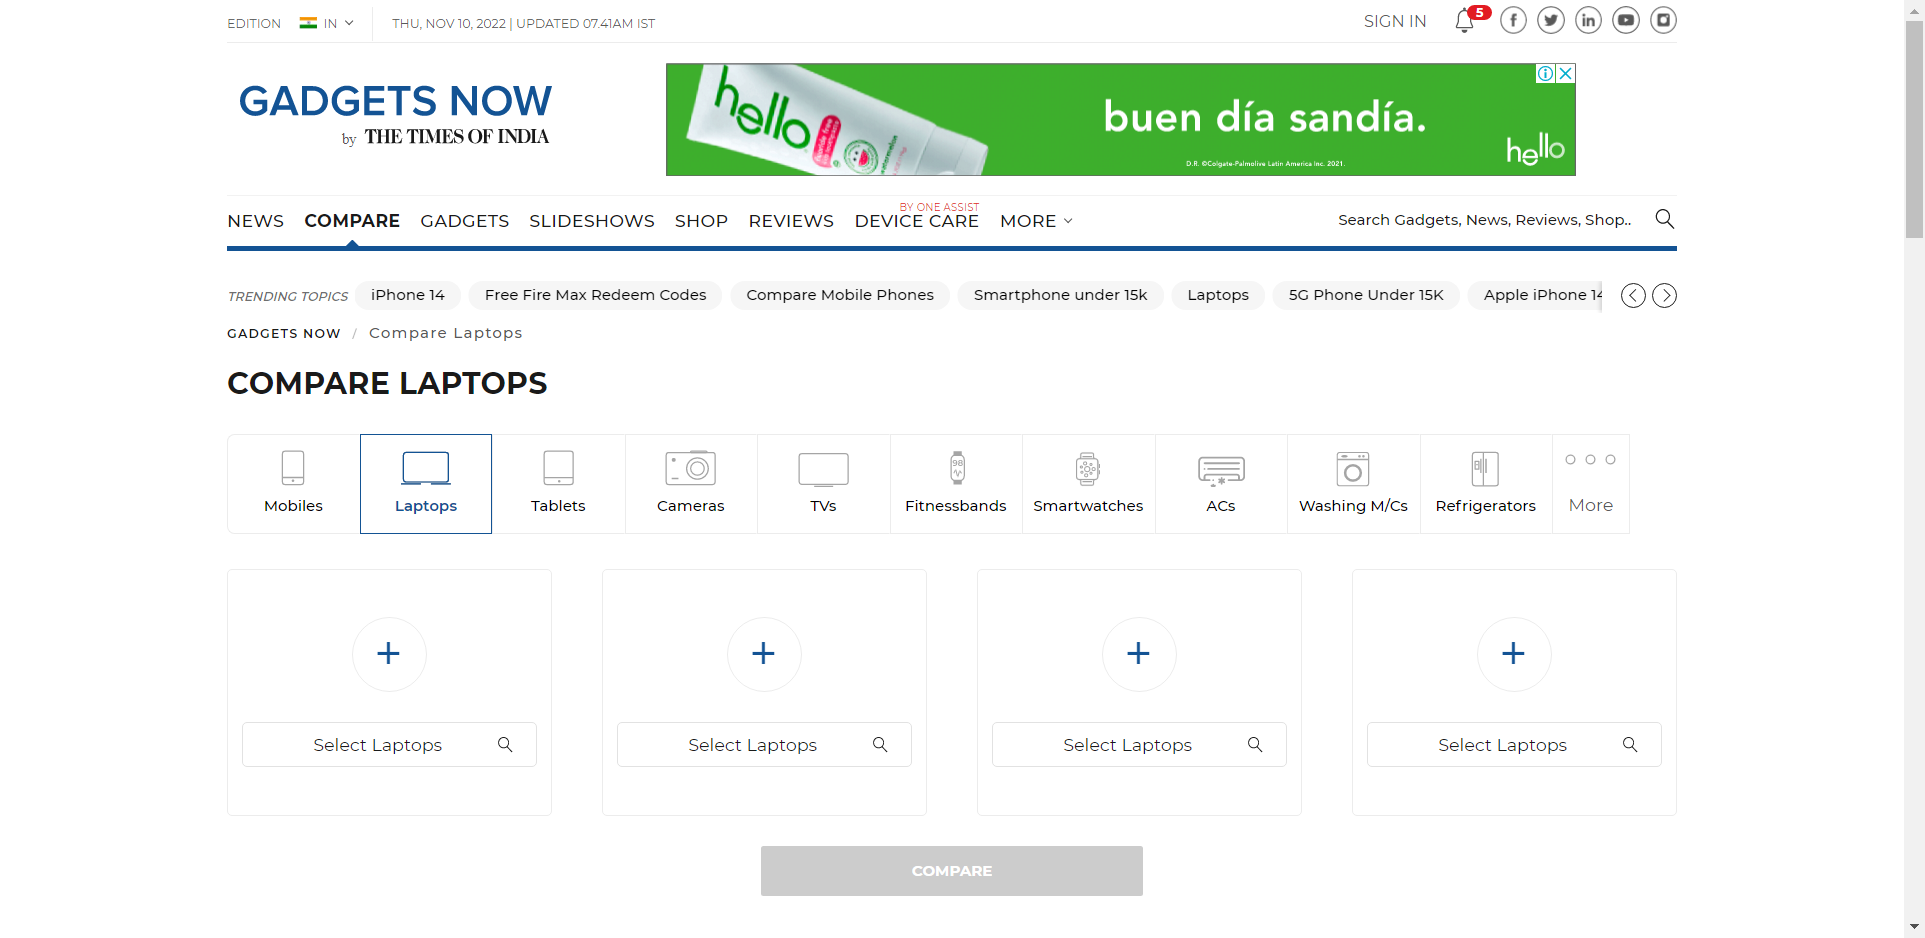 EDITION IN THU, NOV 10, 2022 | UPDATED 07.41AM IST SIGN IN 5
GADGETS NOW
by THE TIMES OF INDIA
hello
buen día sandía.
hello
D.R. ©Colgate-Palmolive Latin America Inc. 2021.
BY ONE ASSIST
NEWS COMPARE GADGETS SLIDESHOWS SHOP REVIEWS DEVICE CARE MORE Search Gadgets, News, Reviews, Shop..
TRENDING TOPICS iPhone 14 Free Fire Max Redeem Codes Compare Mobile Phones Smartphone under 15k Laptops 5G Phone Under 15K Apple iPhone 14
GADGETS NOW / Compare Laptops
COMPARE LAPTOPS
98
Mobiles Laptops Tablets Cameras TVs Fitnessbands Smartwatches ACs Washing M/Cs Refrigerators More
Select Laptops Select Laptops Select Laptops Select Laptops
COMPARE